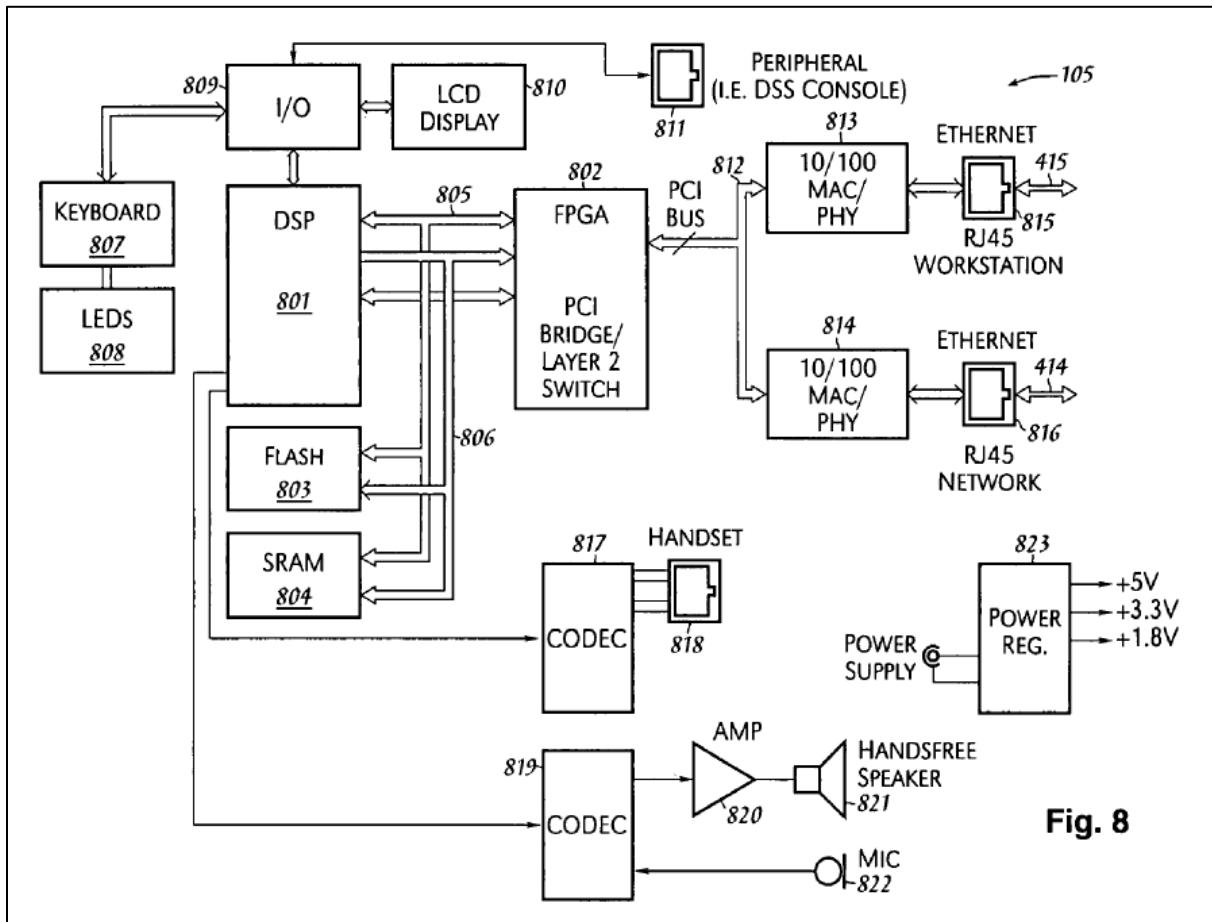 809
I/O
LCD
DISPLAY
810
811
PERIPHERAL
(I.E. DSS CONSOLE)
105
KEYBOARD
807
LEDS
808
DSP
801
805
802
FPGA
PCI
BRIDGE/
LAYER 2
SWITCH
PCI
BUS
812
813
10/100
MAC/
PHY
ETHERNET
415
815
RJ45
WORKSTATION
814
10/100
MAC/
PHY
ETHERNET
414
816
RJ45
NETWORK
806
FLASH
803
SRAM
804
817
CODEC
HANDSET
818
823
POWER
REG.
+5V
+3.3V
+1.8V
POWER
SUPPLY
819
CODEC
AMP
820
HANDSFREE
SPEAKER
821
MIC
822
Fig. 8